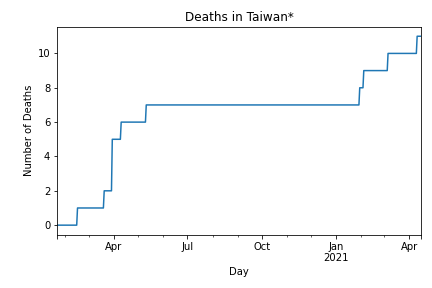 Deaths in Taiwan*
Number of Deaths
10
8
6
4
2
0
Apr
Jul
Oct
Jan
2021
Apr
Day